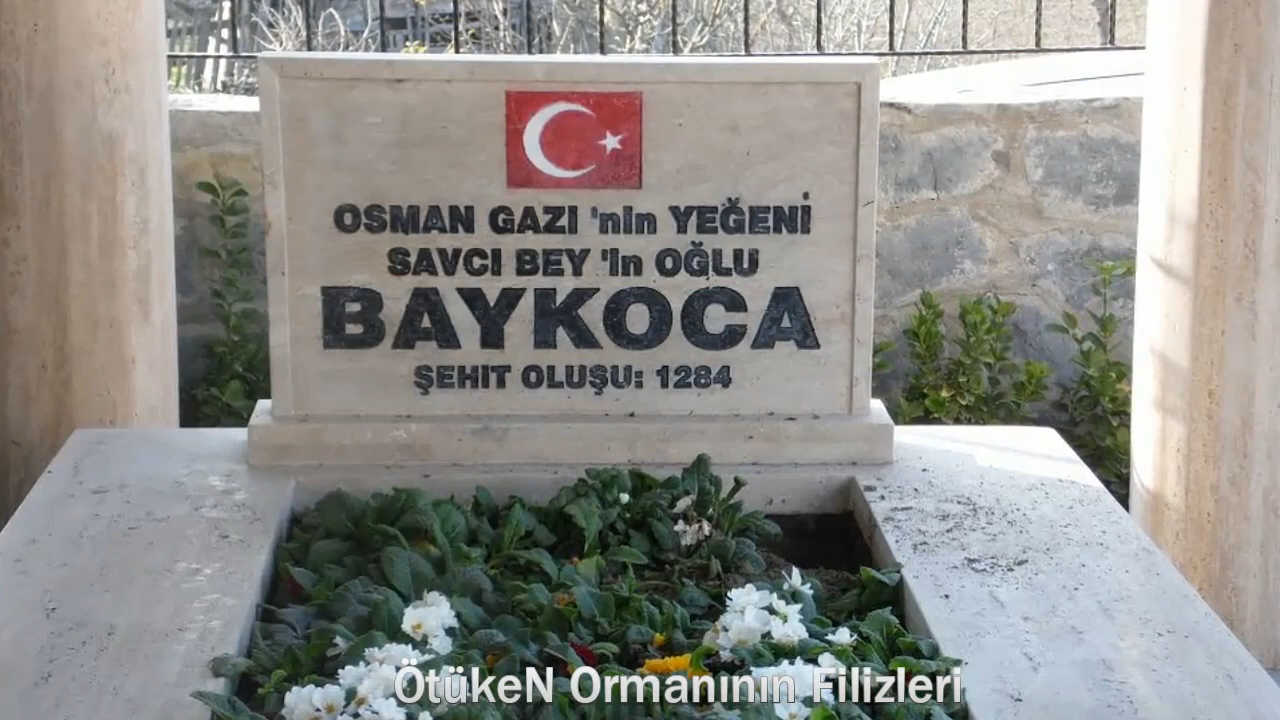 OSMAN GAZI 'nin YEĞENİ
SAVCI BEY 'in OĞLU
BAYKOCA
ŞEHIT OLUŞU: 1284
ÖtükeN Ormanının Filizleri